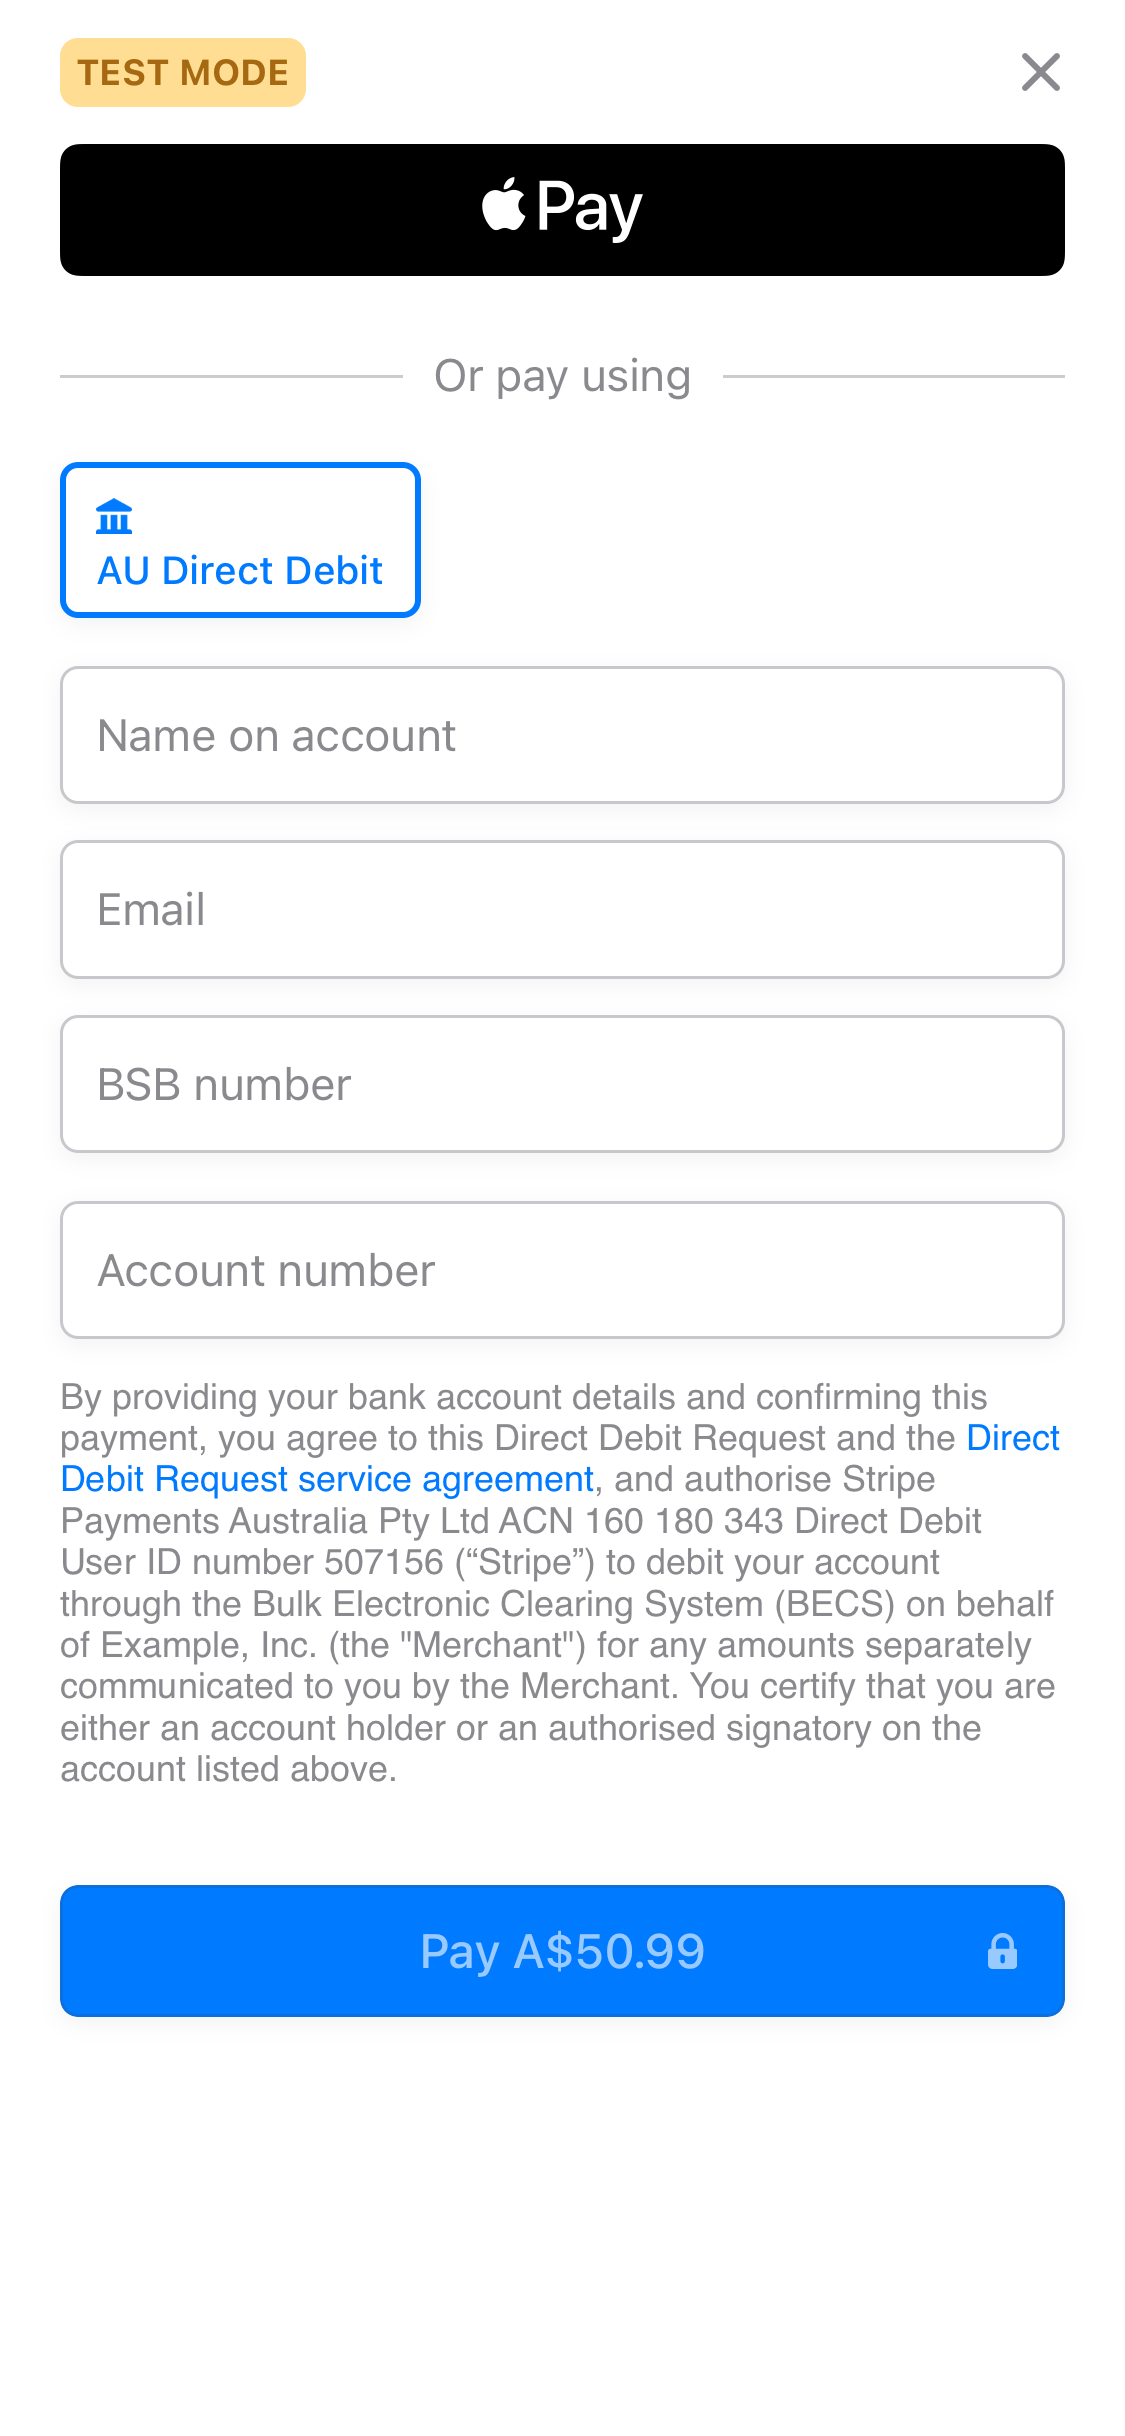 TEST MODE
Pay
Or pay using
AU Direct Debit
Name on account
Email
BSB number
Account number
By providing your bank account details and confirming this
payment, you agree to this Direct Debit Request and the Direct
Debit Request service agreement, and authorise Stripe
Payments Australia Pty Ltd ACN 160 180 343 Direct Debit
User ID number 507156 (“Stripe”) to debit your account
through the Bulk Electronic Clearing System (BECS) on behalf
of Example, Inc. (the "Merchant") for any amounts separately
communicated to you by the Merchant. You certify that you are
either an account holder or an authorised signatory on the
account listed above.
Pay A$50.99